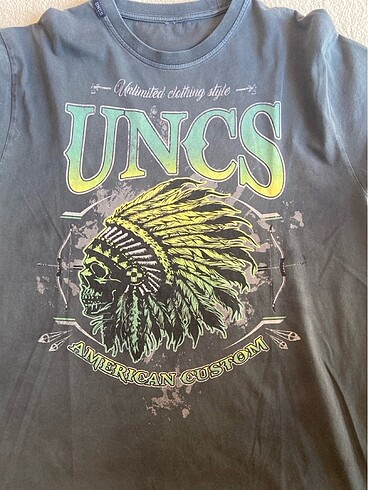 Unlimited clothing style
UNCS
AMERICAN CUSTOM